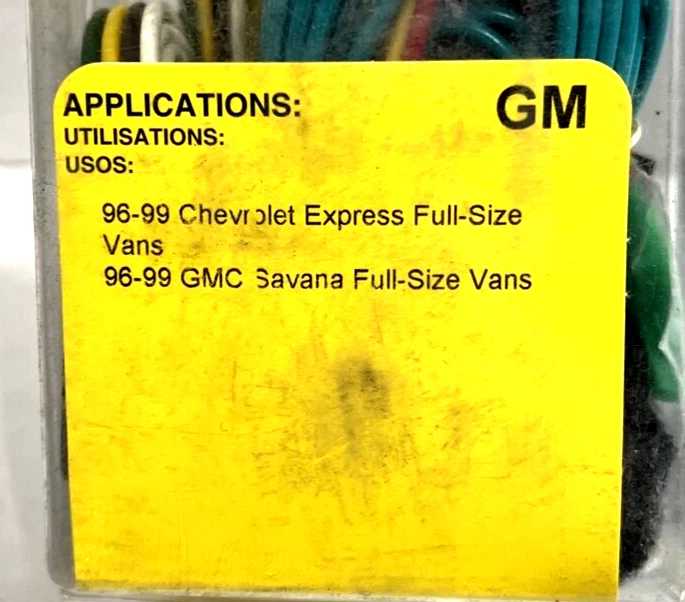 APPLICATIONS: GM
UTILISATIONS:
USOS:
96-99 Chevrolet Express Full-Size
Vans
96-99 GMC Savana Full-Size Vans